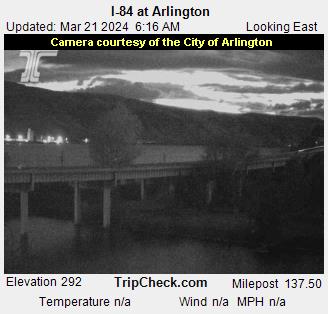 I-84 at Arlington
Updated: Mar 21 2024 6:16 AM Looking East
Camera courtesy of the City of Arlington
Elevation 292 TripCheck.com Milepost 137.50
Temperature n/a Wind n/a MPH n/a